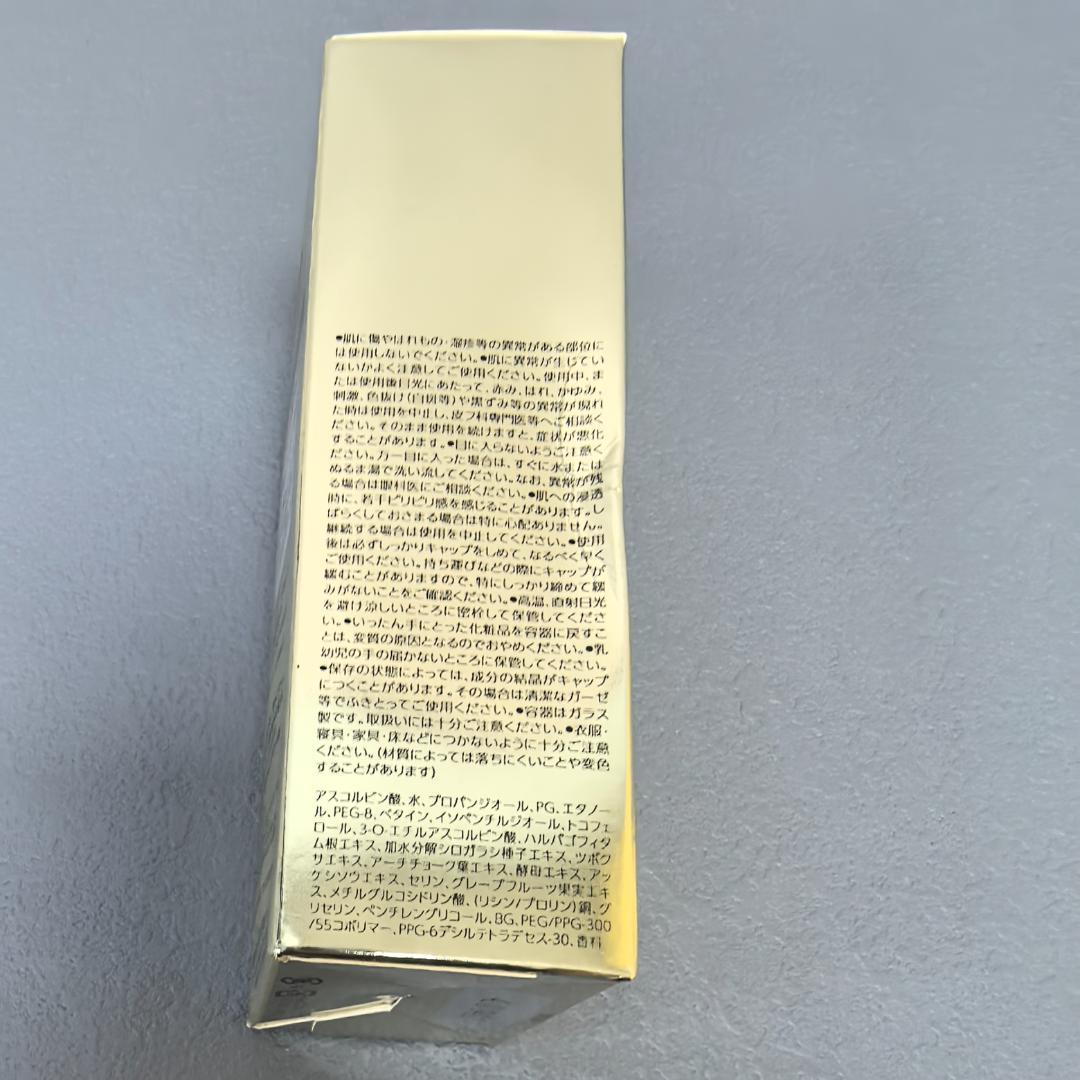 ●肌に傷やはれもの・湿疹等の異常がある部位に
は使用しないでください。●肌に異常が生じてい
ないかよく注意してご使用ください。使用中、ま
たは使用後日光にあたって、赤み、はれ、かゆみ、
刺激、色抜け(白斑等)や黒ずみ等の異常が現れ
た時は使用を中止し、皮フ科専門医等へご相談く
ださい。そのまま使用を続けますと、症状が悪化
することがあります。●目に入らないようご注意く
ださい。万一目に入った場合は、すぐに水または
ぬるま湯で洗い流してください。なお、異常が残
る場合は眼科医にご相談ください。●肌への浸透
時に、若干ピリピリ感を感じることがあります。し
ばらくしておさまる場合は特に心配ありません。
継続する場合は使用を中止してください。●使用
後は必ずしっかりキャップをしめて、なるべく早く
ご使用ください。持ち運びなどの際にキャップが
緩むことがありますので、特にしっかり締めて緩
みがないことをご確認ください。●高温、直射日光
を避け涼しいところに密栓して保管してくださ
い。●いったん手にとった化粧品を容器に戻すこ
とは、変質の原因となるのでおやめください。●乳
幼児の手の届かないところに保管してください。
●保存の状態によっては、成分の結晶がキャップ
につくことがあります。その場合は清潔なガーゼ
等でふきとってご使用ください。●容器はガラス
製です。取扱いには十分ご注意ください。●衣服・
寝具・家具・床などにつかないように十分ご注意
ください。(材質によっては落ちにくいことや変色
することがあります)
アスコルビン酸、水、プロパンジオール、PG、エタノー
ル、PEG-8、ベタイン、イソペンチルジオール、トコフェ
ロール、3-O-エチルアスコルビン酸、ハルパゴフィタ
ム根エキス、加水分解シロガラシ種子エキス、ツボク
サエキス、アーチチョーク葉エキス、酵母エキス、アッ
ケシソウエキス、セリン、グレープフルーツ果実エキ
ス、メチルグルコシドリン酸、(リシン/プロリン)銅、グ
リセリン、ペンチレングリコール、BG、PEG/PPG-300
/55コポリマー、PPG-6デシルテトラデセス-30、香料